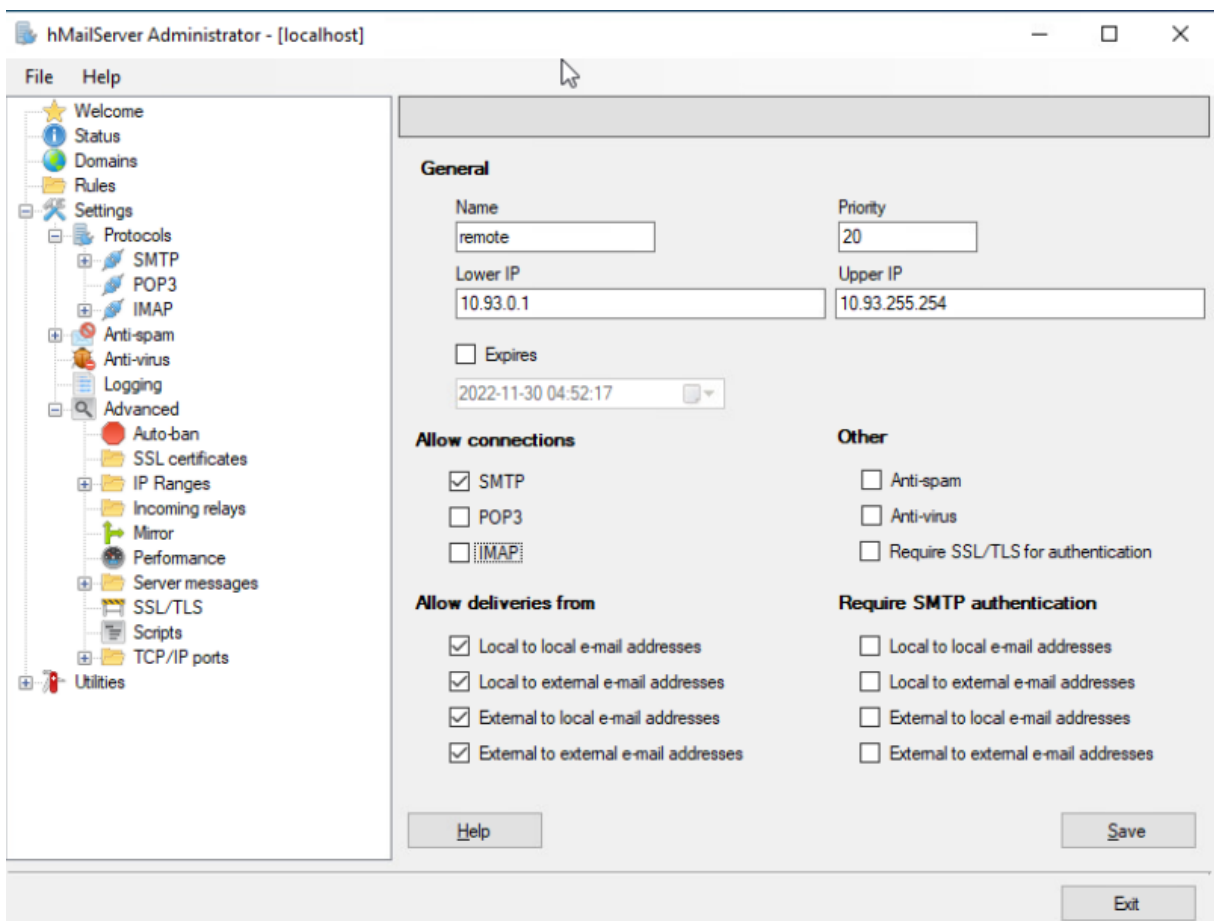 hMailServer Administrator - [localhost]
File Help
Welcome
Status
Domains
Rules
Settings
Protocols
SMTP
POP3
IMAP
Anti-spam
Anti-virus
Logging
Advanced
Auto-ban
SSL certificates
IP Ranges
Incoming relays
Mirror
Performance
Server messages
SSL/TLS
Scripts
TCP/IP ports
Utilities
General
Name Priority
remote 20
Lower IP Upper IP
10.93.0.1 10.93.255.254
Expires
2022-11-30 04:52:17
Allow connections Other
SMTP Anti-spam
POP3 Anti-virus
IMAP Require SSL/TLS for authentication
Allow deliveries from Require SMTP authentication
Local to local e-mail addresses Local to local e-mail addresses
Local to external e-mail addresses Local to external e-mail addresses
External to local e-mail addresses External to local e-mail addresses
External to external e-mail addresses External to external e-mail addresses
Help Save
Exit